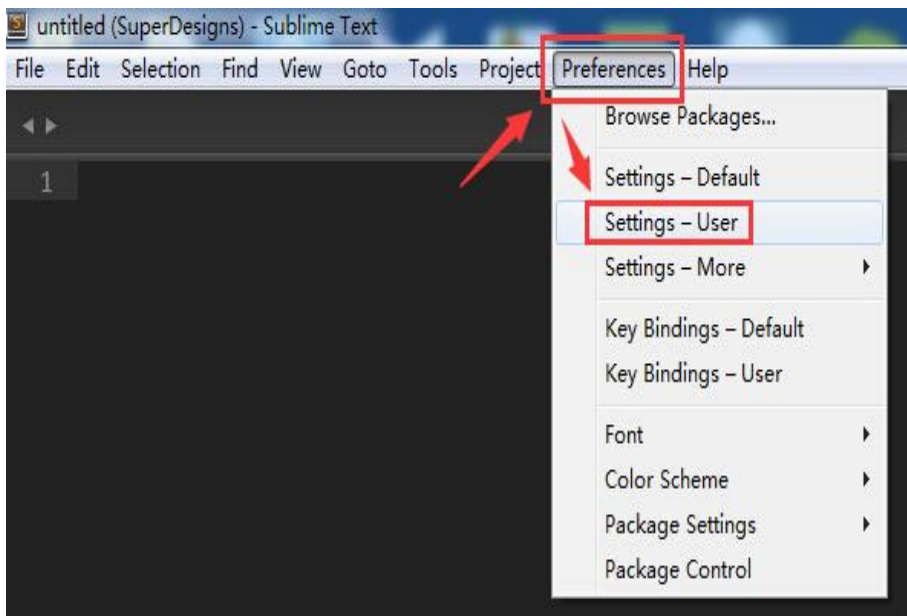 untitled (SuperDesigns) - Sublime Text
File Edit Selection Find View Goto Tools Project Preferences Help
Browse Packages...
1
Settings – Default
Settings – User
Settings – More
Key Bindings – Default
Key Bindings – User
Font
Color Scheme
Package Settings
Package Control